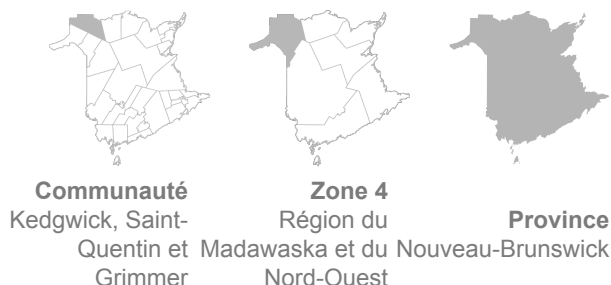 Communauté
Kedgwick, Saint-
Quentin et
Grimmer
Zone 4
Région du
Madawaska et du
Nord-Ouest
Province
Nouveau-Brunswick